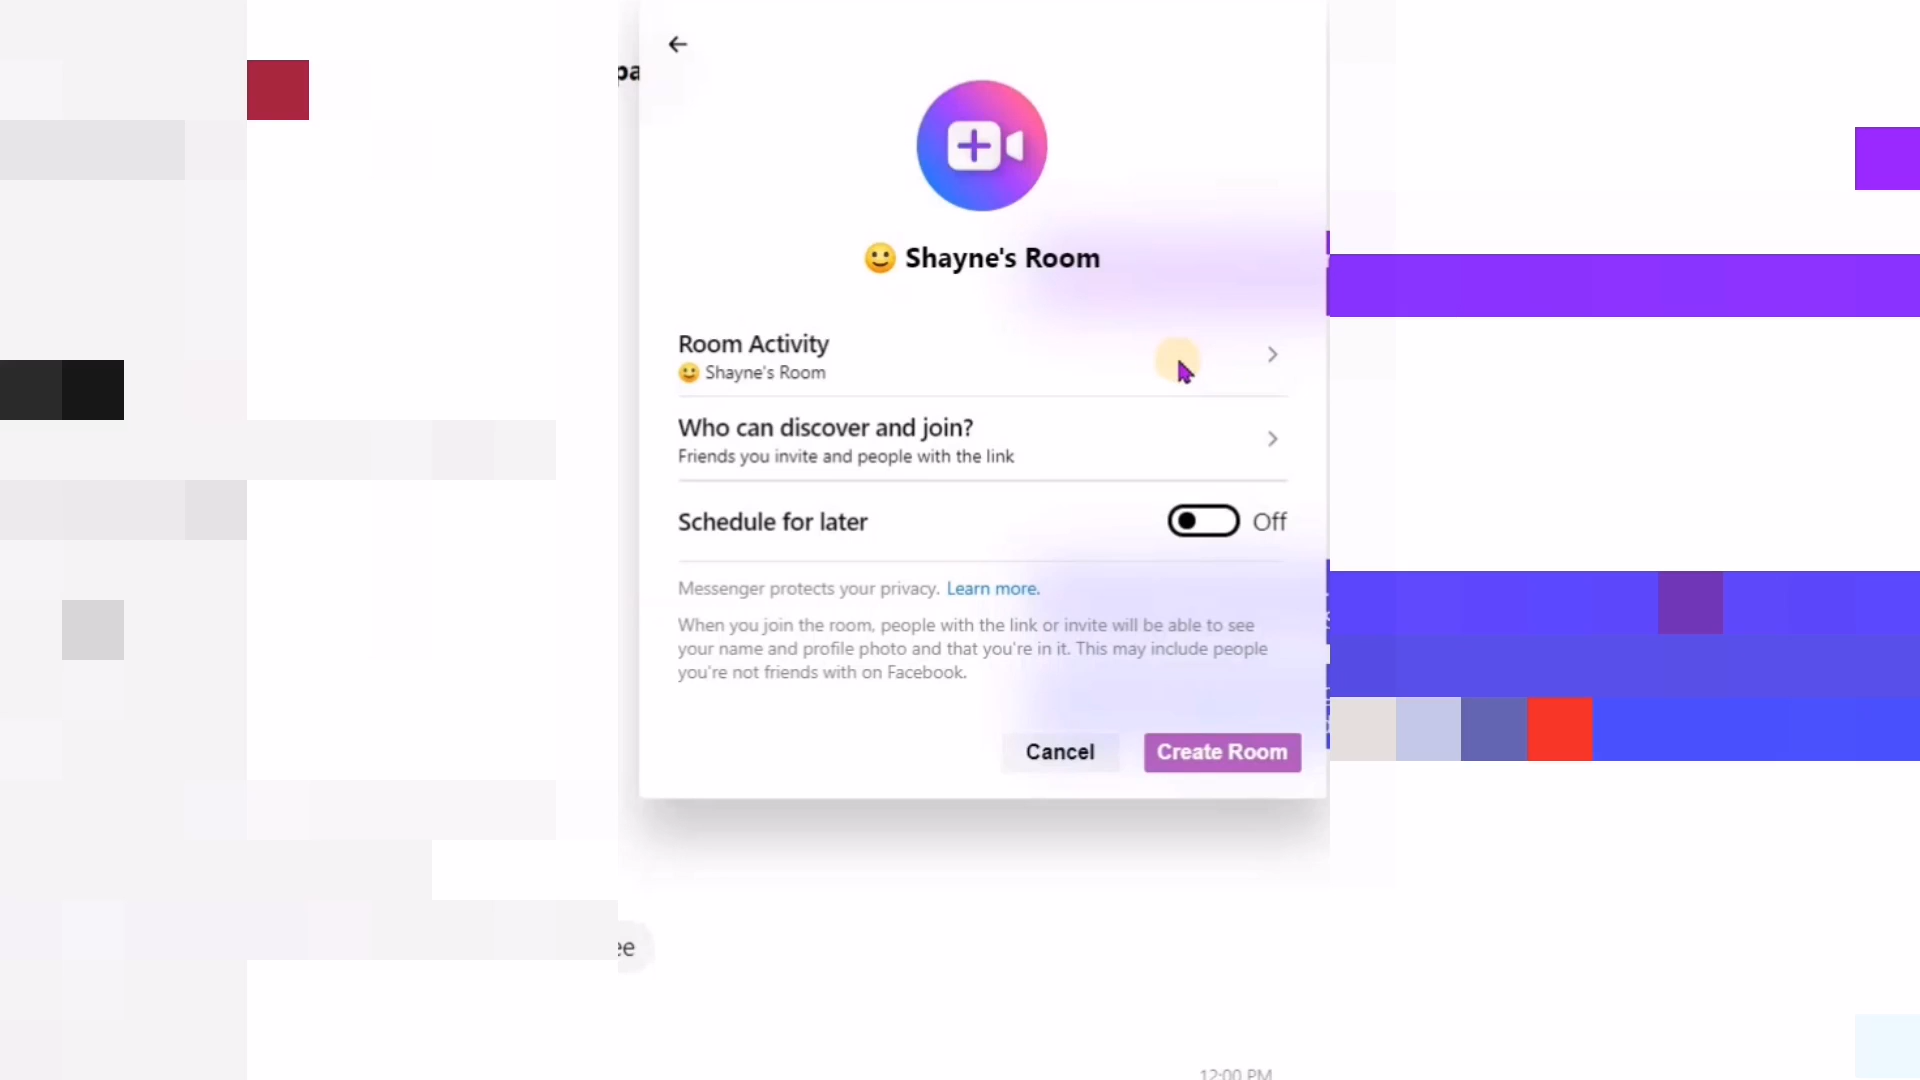 Shayne's Room
Room Activity
Shayne's Room
Who can discover and join?
Friends you invite and people with the link
Schedule for later
Off
Messenger protects your privacy. Learn more.
When you join the room, people with the link or invite will be able to see
your name and profile photo and that you're in it. This may include people
you're not friends with on Facebook.
Cancel
Create Room
12:00 PM